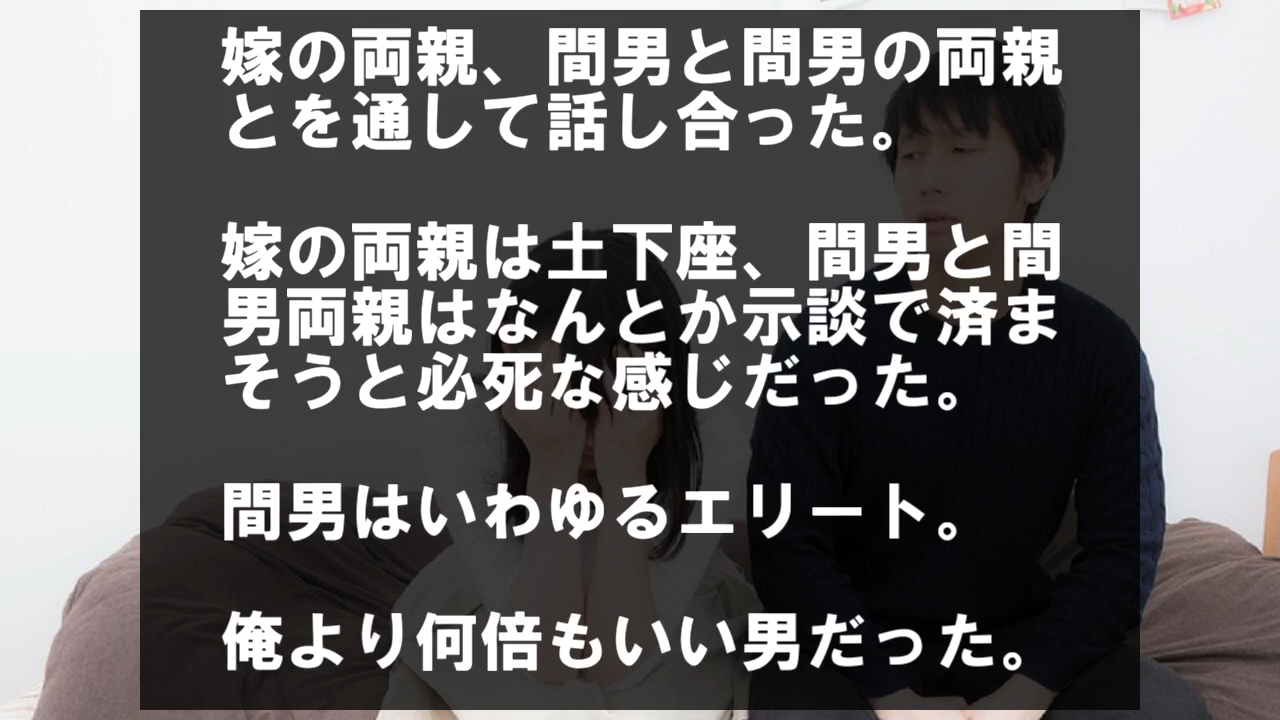 嫁の両親、間男と間男の両親
とを通して話し合った。
嫁の両親は土下座、間男と間
男両親はなんとか示談で済ま
そうと必死な感じだった。
間男はいわゆるエリート。
俺より何倍もいい男だった。